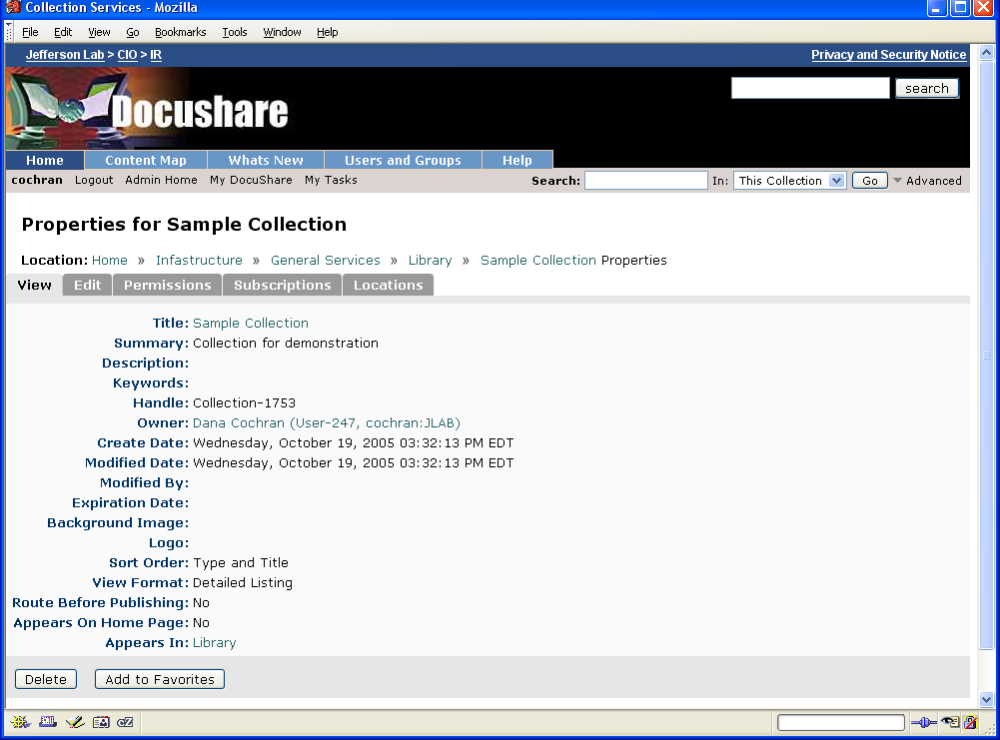 Collection Services - Mozilla
File Edit View Go Bookmarks Tools Window Help
Jefferson Lab > CIO > IR Privacy and Security Notice
Docushare search
Home Content Map Whats New Users and Groups Help
cochran Logout Admin Home My DocuShare My Tasks Search: In: This Collection Go Advanced
Properties for Sample Collection
Location: Home » Infastructure » General Services » Library » Sample Collection Properties
View Edit Permissions Subscriptions Locations
Title: Sample Collection
Summary: Collection for demonstration
Description:
Keywords:
Handle: Collection-1753
Owner: Dana Cochran (User-247, cochran:JLAB)
Create Date: Wednesday, October 19, 2005 03:32:13 PM EDT
Modified Date: Wednesday, October 19, 2005 03:32:13 PM EDT
Modified By:
Expiration Date:
Background Image:
Logo:
Sort Order: Type and Title
View Format: Detailed Listing
Route Before Publishing: No
Appears On Home Page: No
Appears In: Library
Delete Add to Favorites